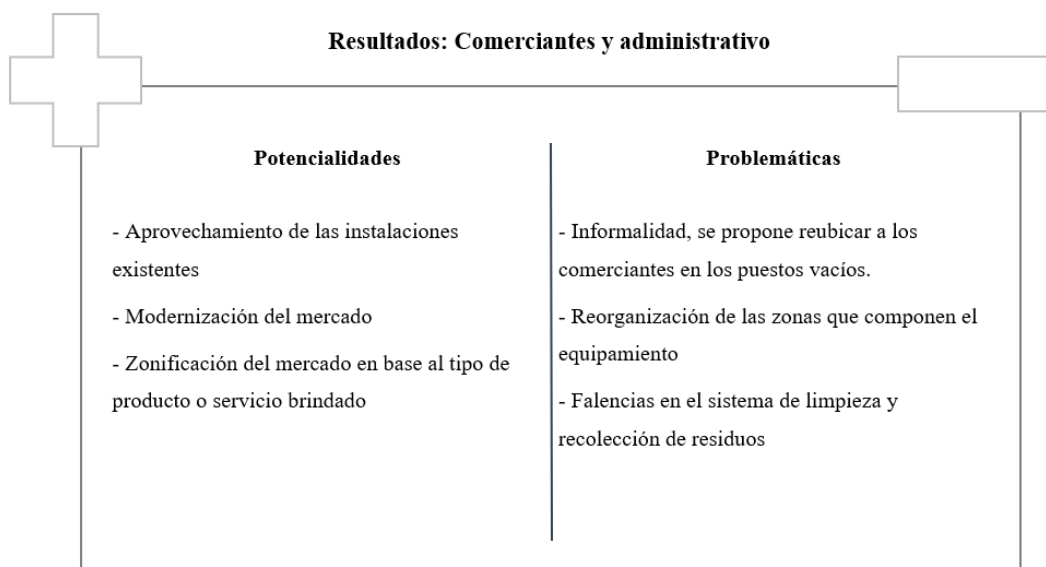 Resultados: Comerciantes y administrativo
Potencialidades
- Aprovechamiento de las instalaciones
existentes
- Modernización del mercado
- Zonificación del mercado en base al tipo de
producto o servicio brindado
Problemáticas
- Informalidad, se propone reubicar a los
comerciantes en los puestos vacíos.
- Reorganización de las zonas que componen el
equipamiento
- Falencias en el sistema de limpieza y
recolección de residuos